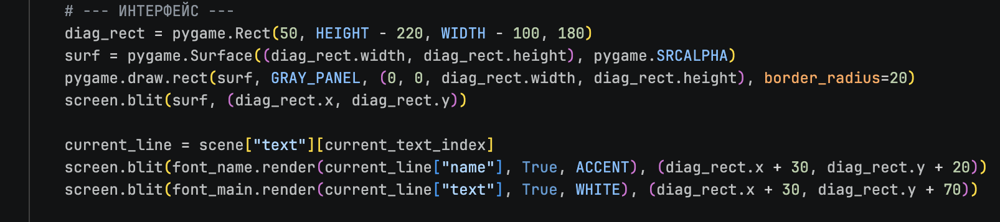 # --- ИНТЕРФЕЙС ---
diag_rect = pygame.Rect(50, HEIGHT - 220, WIDTH - 100, 180)
surf = pygame.Surface((diag_rect.width, diag_rect.height), pygame.SRCALPHA)
pygame.draw.rect(surf, GRAY_PANEL, (0, 0, diag_rect.width, diag_rect.height), border_radius=20)
screen.blit(surf, (diag_rect.x, diag_rect.y))

current_line = scene["text"][current_text_index]
screen.blit(font_name.render(current_line["name"], True, ACCENT), (diag_rect.x + 30, diag_rect.y + 20))
screen.blit(font_main.render(current_line["text"], True, WHITE), (diag_rect.x + 30, diag_rect.y + 70))